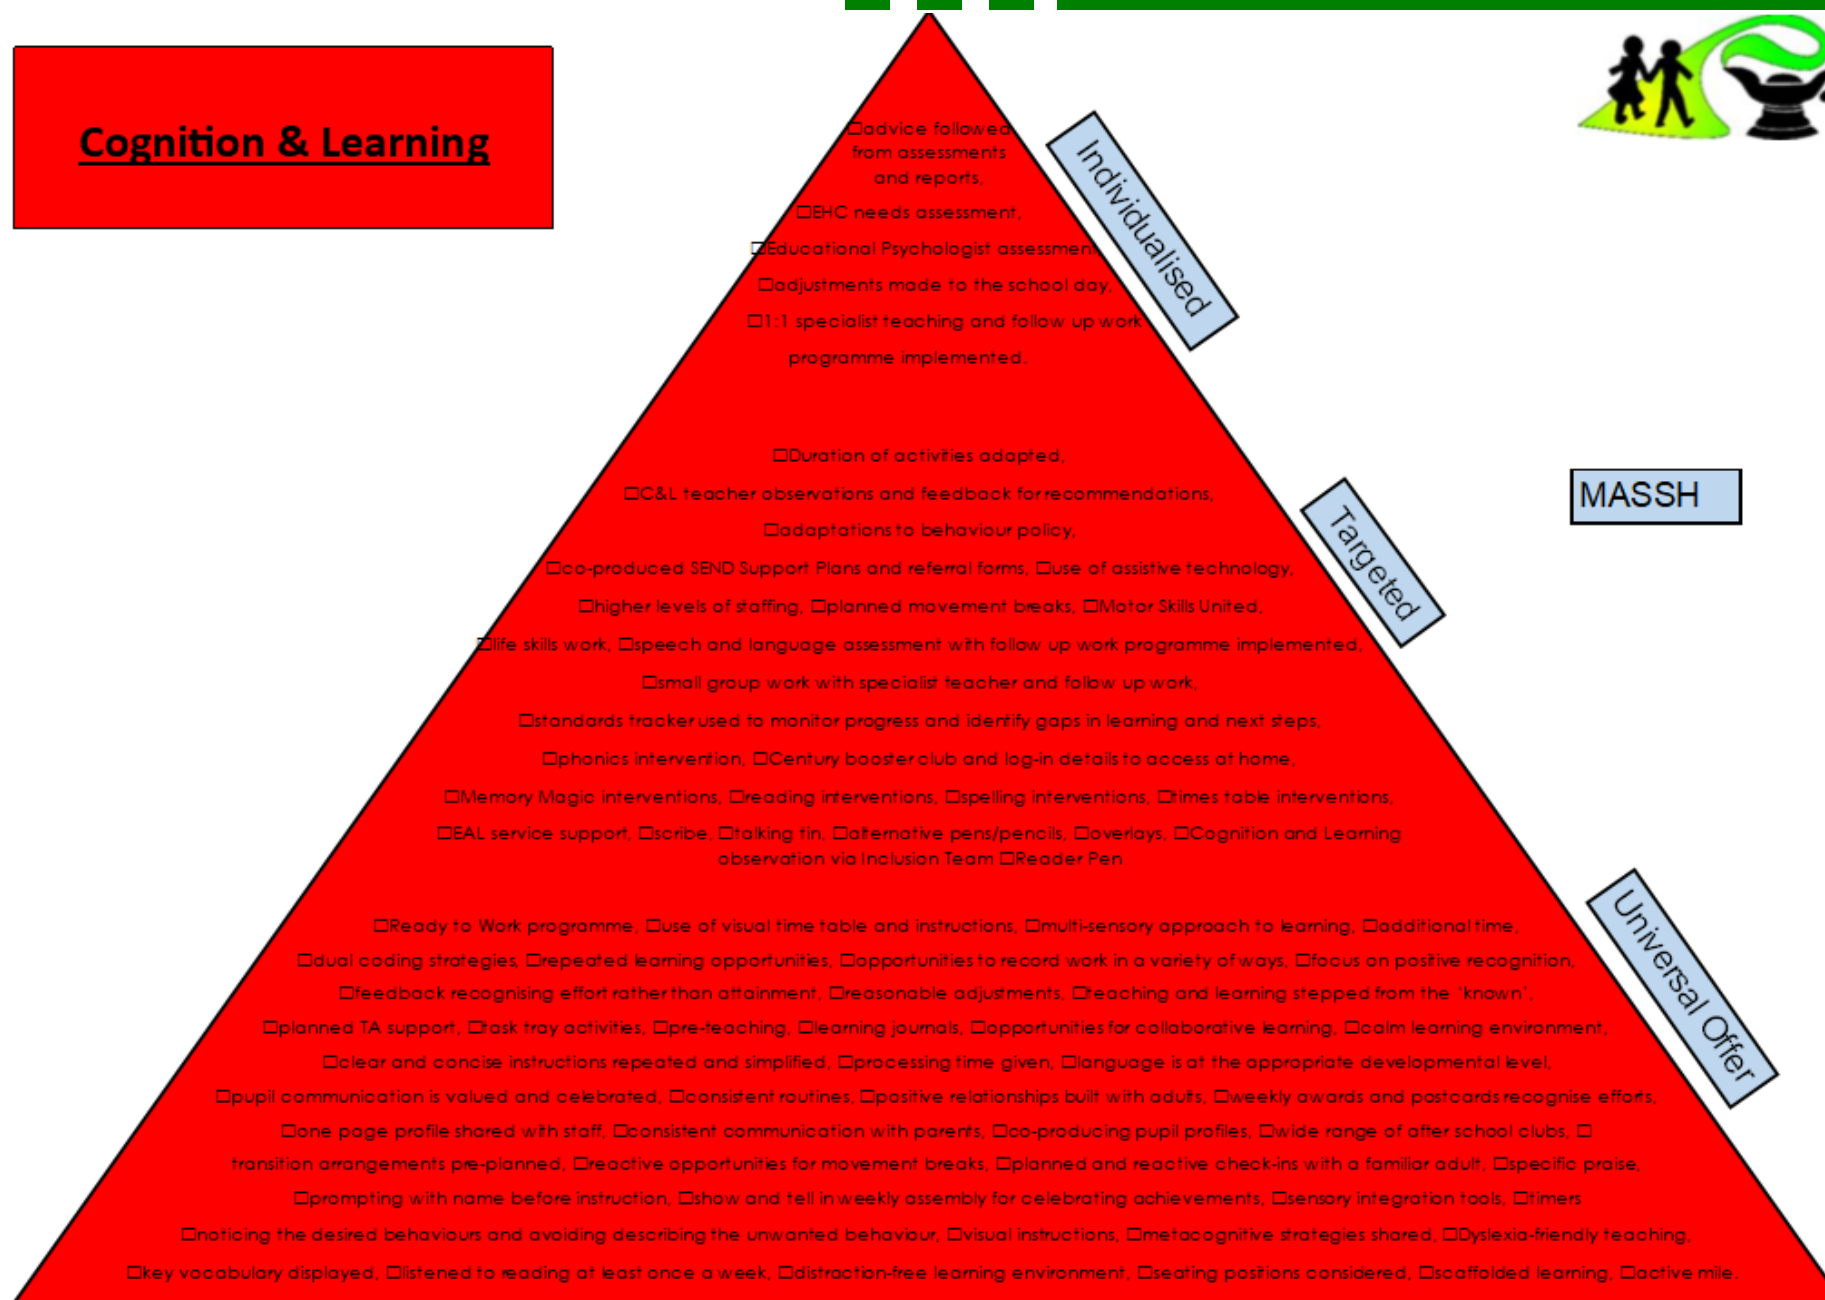 Cognition & Learning
□advice followed
from assessments
and reports,
□EHC needs assessment,
□Educational Psychologist assessment,
□adjustments made to the school day,
□1:1 specialist teaching and follow up work
programme implemented.
Individualised
□Duration of activities adapted,
□C&L teacher observations and feedback for recommendations,
□adaptations to behaviour policy,
□co-produced SEND Support Plans and referral forms, □use of assistive technology,
□higher levels of staffing, □planned movement breaks, □Motor Skills United,
□life skills work, □speech and language assessment with follow up work programme implemented,
□small group work with specialist teacher and follow up work,
□standards tracker used to monitor progress and identify gaps in learning and next steps,
□phonics intervention, □Century booster club and log-in details to access at home,
□Memory Magic interventions, □reading interventions, □spelling interventions, □times table interventions,
□EAL service support, □scribe, □talking tin, □alternative pens/pencils, □overlays, □Cognition and Learning
observation via Inclusion Team □Reader Pen
Targeted
MASSH
□Ready to Work programme, □use of visual time table and instructions, □multi-sensory approach to learning, □additional time,
□dual coding strategies, □repeated learning opportunities, □opportunities to record work in a variety of ways, □focus on positive recognition,
□feedback recognising effort rather than attainment, □reasonable adjustments, □teaching and learning stepped from the ‘known’,
□planned TA support, □task tray activities, □pre-teaching, □learning journals, □opportunities for collaborative learning, □calm learning environment,
□clear and concise instructions repeated and simplified, □processing time given, □language is at the appropriate developmental level,
□pupil communication is valued and celebrated, □consistent routines, □positive relationships built with adults, □weekly awards and postcards recognise efforts,
□one page profile shared with staff, □consistent communication with parents, □co-producing pupil profiles, □wide range of after school clubs, □
transition arrangements pre-planned, □reactive opportunities for movement breaks, □planned and reactive check-ins with a familiar adult, □specific praise,
□prompting with name before instruction, □show and tell in weekly assembly for celebrating achievements, □sensory integration tools, □timers
□noticing the desired behaviours and avoiding describing the unwanted behaviour, □visual instructions, □metacognitive strategies shared, □Dyslexia-friendly teaching,
□key vocabulary displayed, □listened to reading at least once a week, □distraction-free learning environment, □seating positions considered, □scaffolded learning, □active mile.
Universal Offer